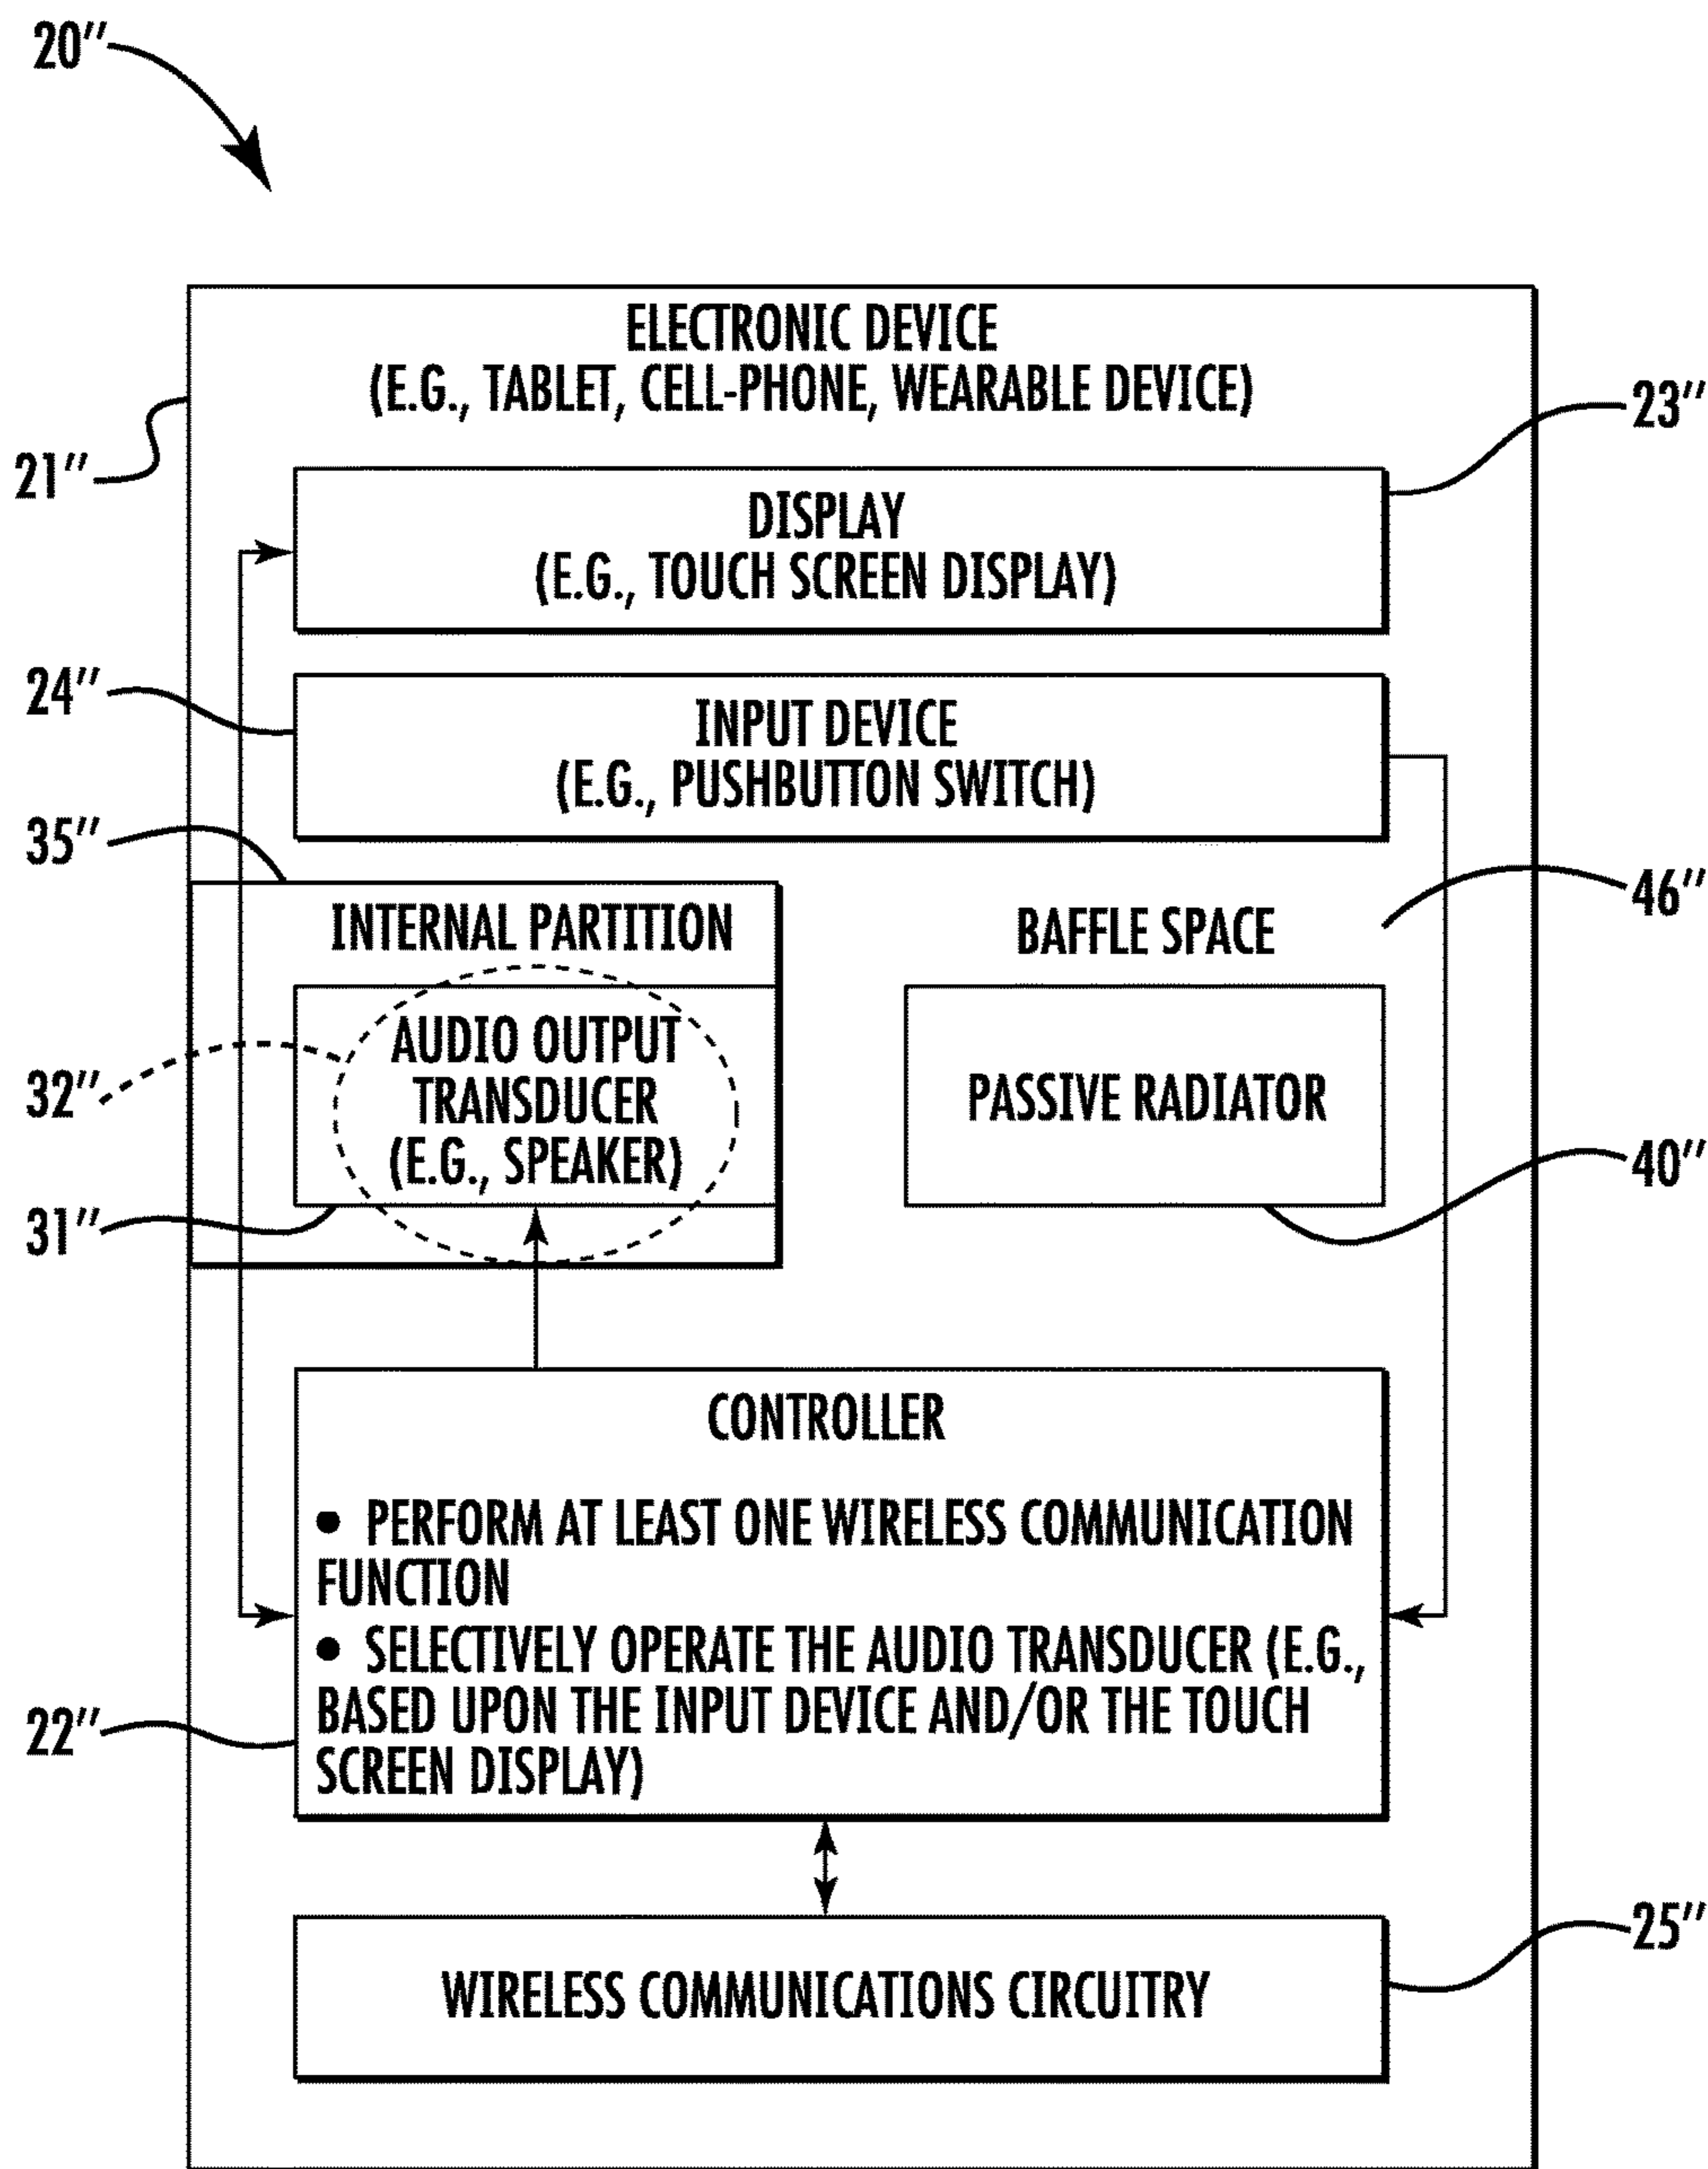 20″
ELECTRONIC DEVICE
(E.G., TABLET, CELL-PHONE, WEARABLE DEVICE)
23″
21″
DISPLAY
(E.G., TOUCH SCREEN DISPLAY)
24″
INPUT DEVICE
(E.G., PUSHBUTTON SWITCH)
35″
46″
INTERNAL PARTITION
BAFFLE SPACE
32″
AUDIO OUTPUT
TRANSDUCER
(E.G., SPEAKER)
PASSIVE RADIATOR
40″
31″
CONTROLLER
• PERFORM AT LEAST ONE WIRELESS COMMUNICATION
FUNCTION
• SELECTIVELY OPERATE THE AUDIO TRANSDUCER (E.G.,
BASED UPON THE INPUT DEVICE AND/OR THE TOUCH
SCREEN DISPLAY)
22″
25″
WIRELESS COMMUNICATIONS CIRCUITRY